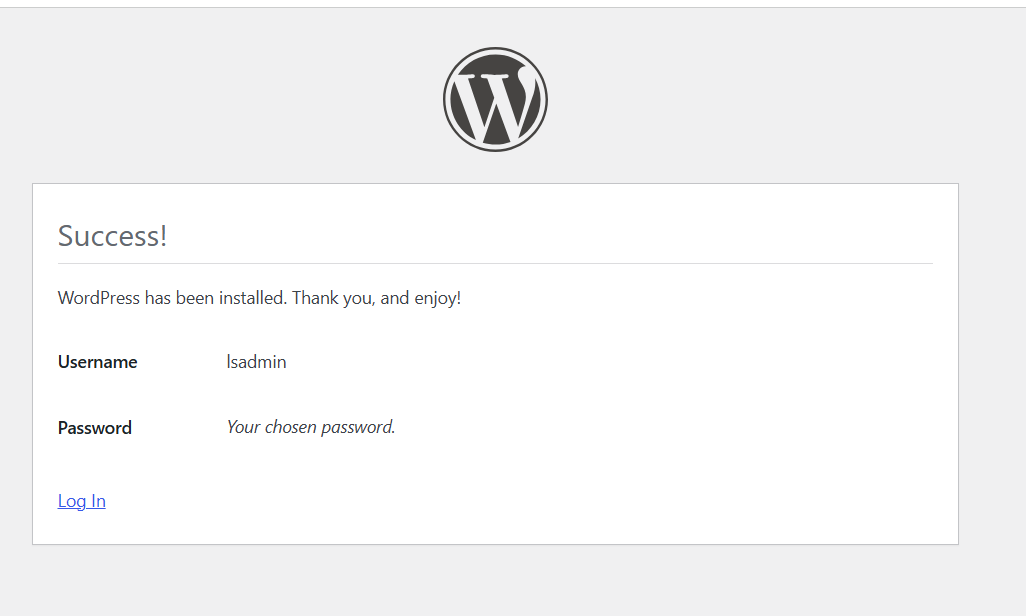 Success!
WordPress has been installed. Thank you, and enjoy!
Username lsadmin
Password Your chosen password.
Log In